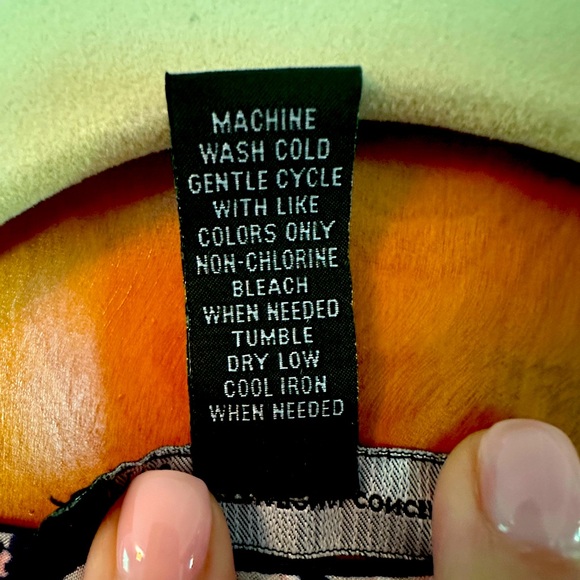 MACHINE
WASH COLD
GENTLE CYCLE
WITH LIKE
COLORS ONLY
NON-CHLORINE
BLEACH
WHEN NEEDED
TUMBLE
DRY LOW
COOL IRON
WHEN NEEDED